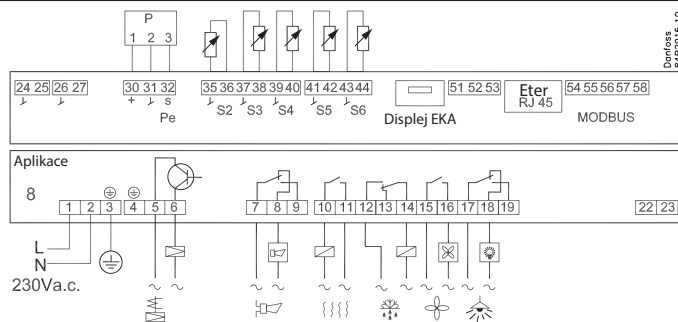 P
1 2 3
Danfoss
24 25 26 27
30 31 32
+ s
Pe
35 36 37 38 39 40 41 42 43 44
S2 S3 S4 S5 S6
Displej EKA
51 52 53
Eter
RJ 45
54 55 56 57 58
MODBUS
Aplikace
8
1 2 3 4 5 6
7 8 9
10 11 12 13 14 15 16 17 18 19
22 23
L
N
230Va.c.